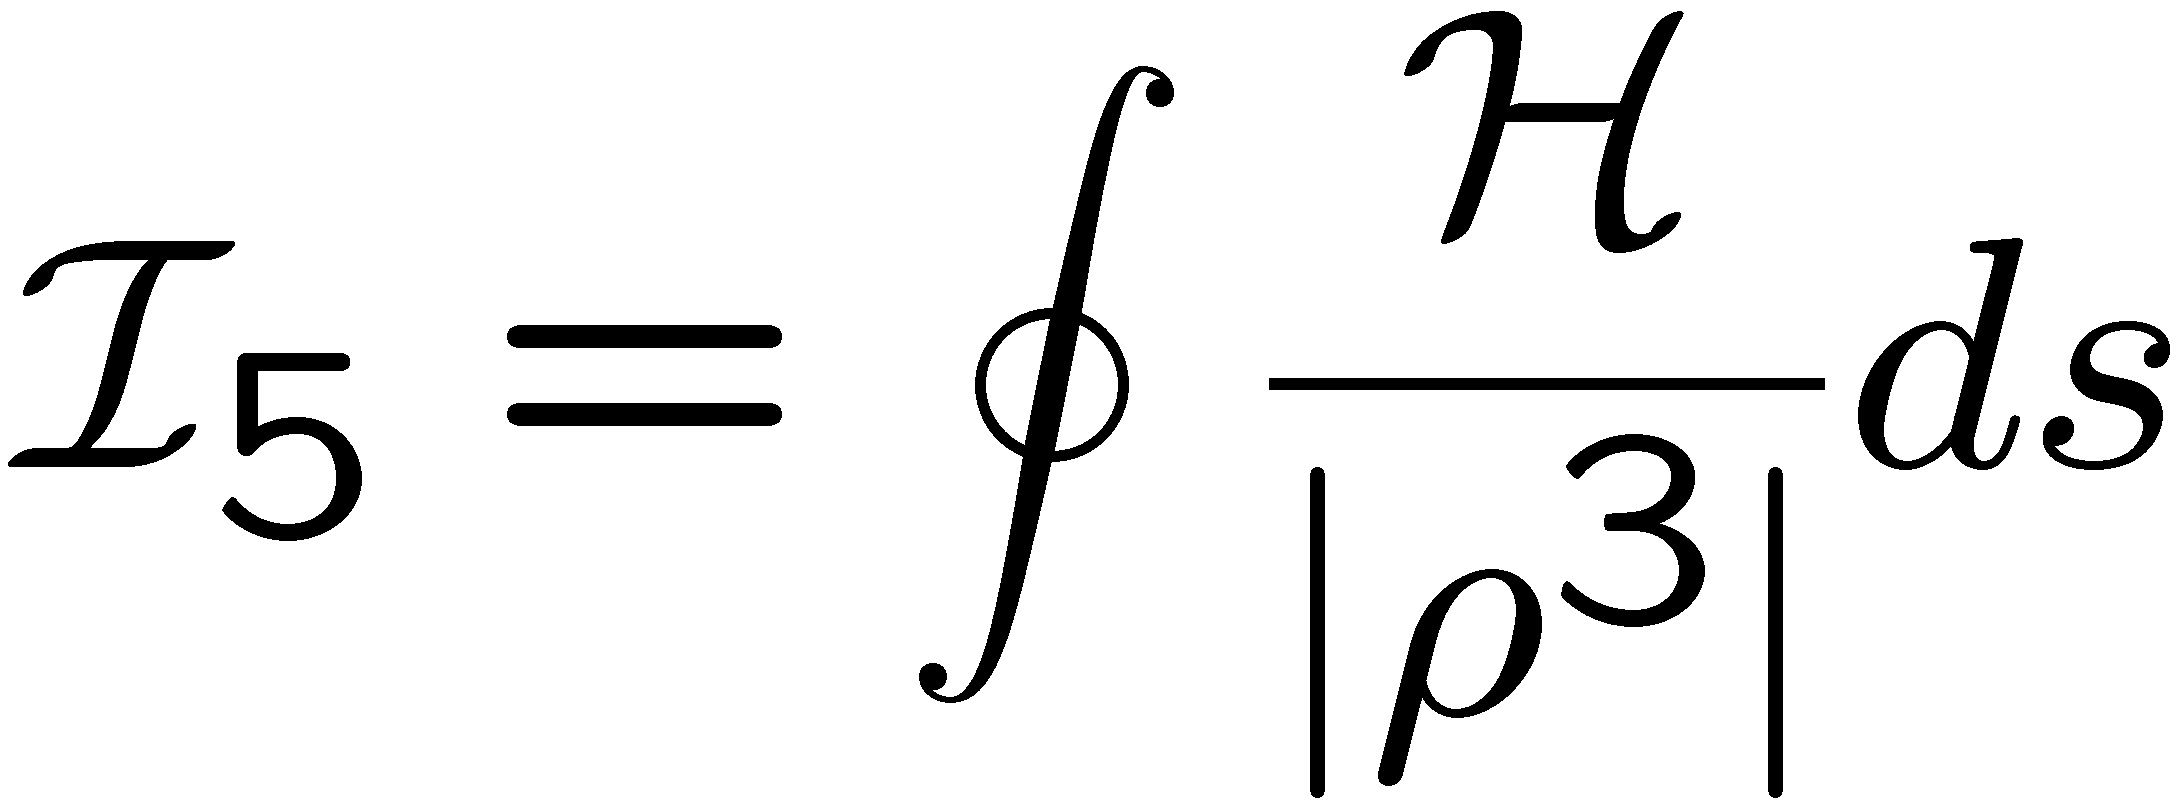 ℐ₅ = ∮ ℋ/|ρ³| ds